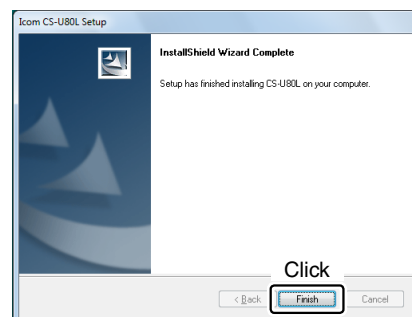 Icom CS-U80L Setup
InstallShield Wizard Complete
Setup has finished installing CS-U80L on your computer.
Click
< Back Finish Cancel